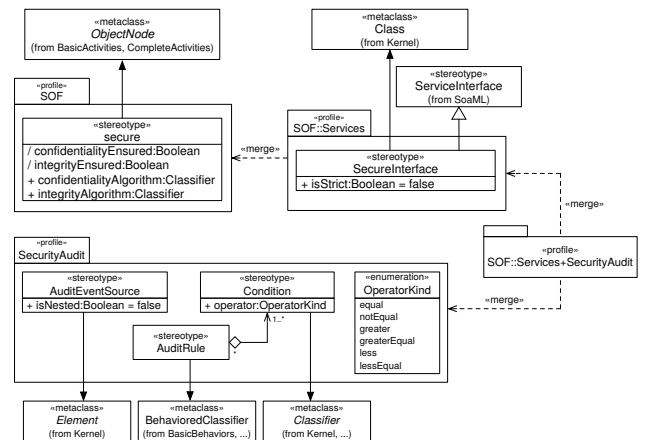 «metaclass»
ObjectNode
(from BasicActivities, CompleteActivities)
«metaclass»
Class
(from Kernel)
«stereotype»
ServiceInterface
(from SoaML)
«profile»
SOF
«stereotype»
secure
/ confidentialityEnsured:Boolean
/ integrityEnsured:Boolean
+ confidentialityAlgorithm:Classifier
+ integrityAlgorithm:Classifier
«merge»
«profile»
SOF::Services
«stereotype»
SecureInterface
+ isStrict:Boolean = false
«merge»
«profile»
SOF::Services+SecurityAudit
«merge»
«profile»
SecurityAudit
«stereotype»
AuditEventSource
+ isNested:Boolean = false
«stereotype»
Condition
+ operator:OperatorKind
«enumeration»
OperatorKind
equal
notEqual
greater
greaterEqual
less
lessEqual
«stereotype»
AuditRule
*
1..*
«metaclass»
Element
(from Kernel)
«metaclass»
BehavioredClassifier
(from BasicBehaviors, ...)
«metaclass»
Classifier
(from Kernel, ...)